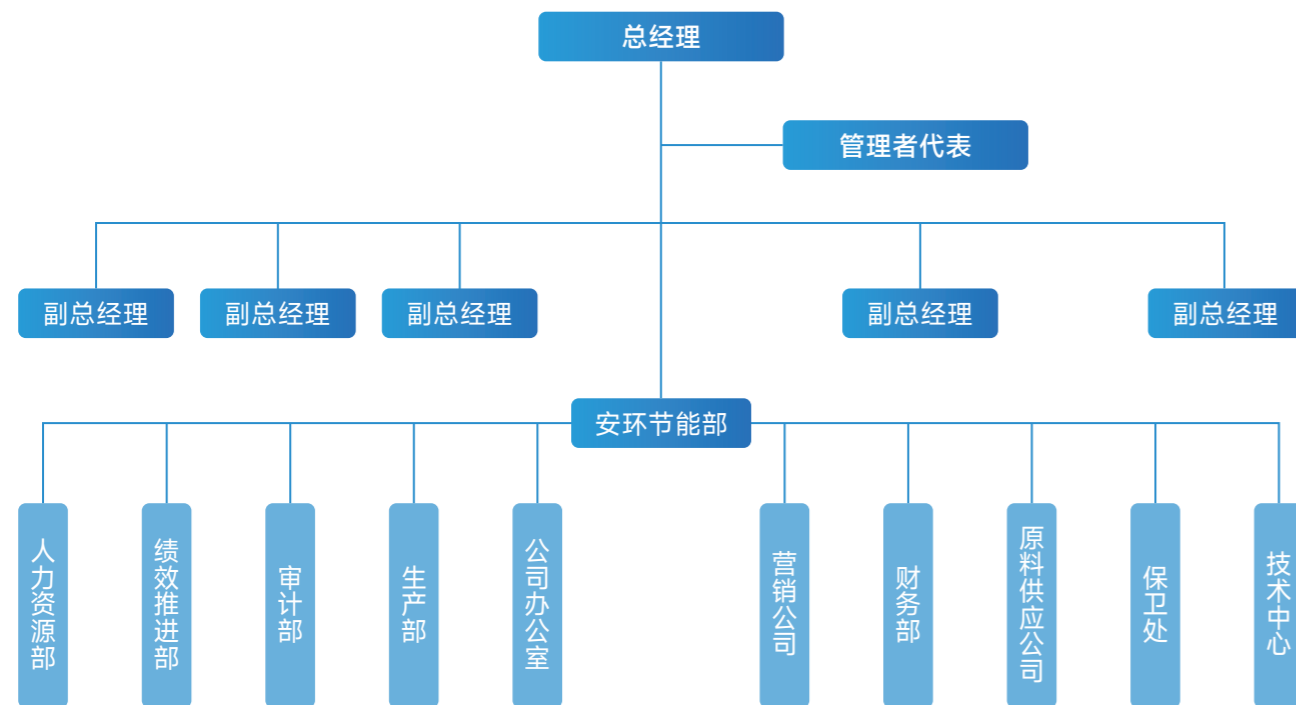 总经理
管理者代表
副总经理
副总经理
副总经理
副总经理
副总经理
安环节能部
人力资源部
绩效推进部
审计部
生产部
公司办公室
营销公司
财务部
原料供应公司
保卫处
技术中心